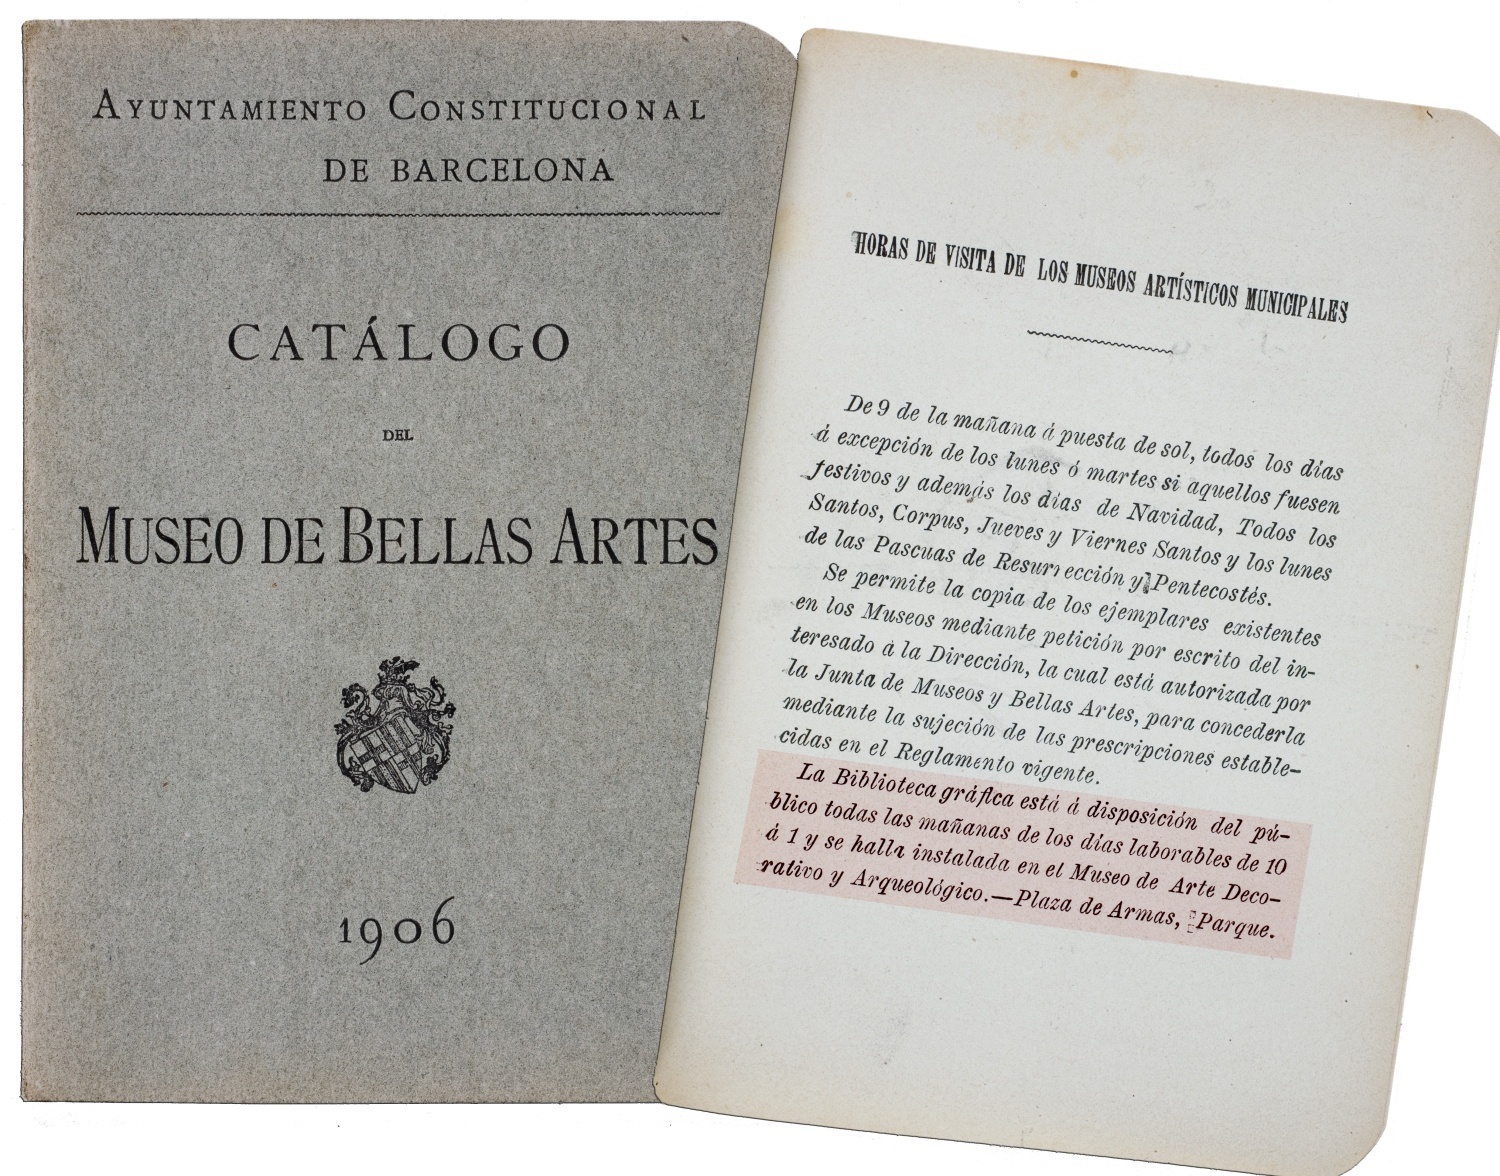 AYUNTAMIENTO CONSTITUCIONAL
DE BARCELONA
CATÁLOGO
DEL
MUSEO DE BELLAS ARTES
1906
HORAS DE VISITA DE LOS MUSEOS ARTÍSTICOS MUNICIPALES
De 9 de la mañana á puesta de sol, todos los días
á excepción de los lunes ó martes si aquellos fuesen
festivos y además los días de Navidad, Todos los
Santos, Corpus, Jueves y Viernes Santos y los lunes
de las Pascuas de Resurrección y Pentecostés.
Se permite la copia de los ejemplares existentes
en los Museos mediante petición por escrito del in-
teresado á la Dirección, la cual está autorizada por
la Junta de Museos y Bellas Artes, para concederla
mediante la sujeción de las prescripciones estable-
cidas en el Reglamento vigente.
La Biblioteca gráfica está á disposición del pú-
blico todas las mañanas de los días laborables de 10
á 1 y se halla instalada en el Museo de Arte Deco-
rativo y Arqueológico.—Plaza de Armas, Parque.